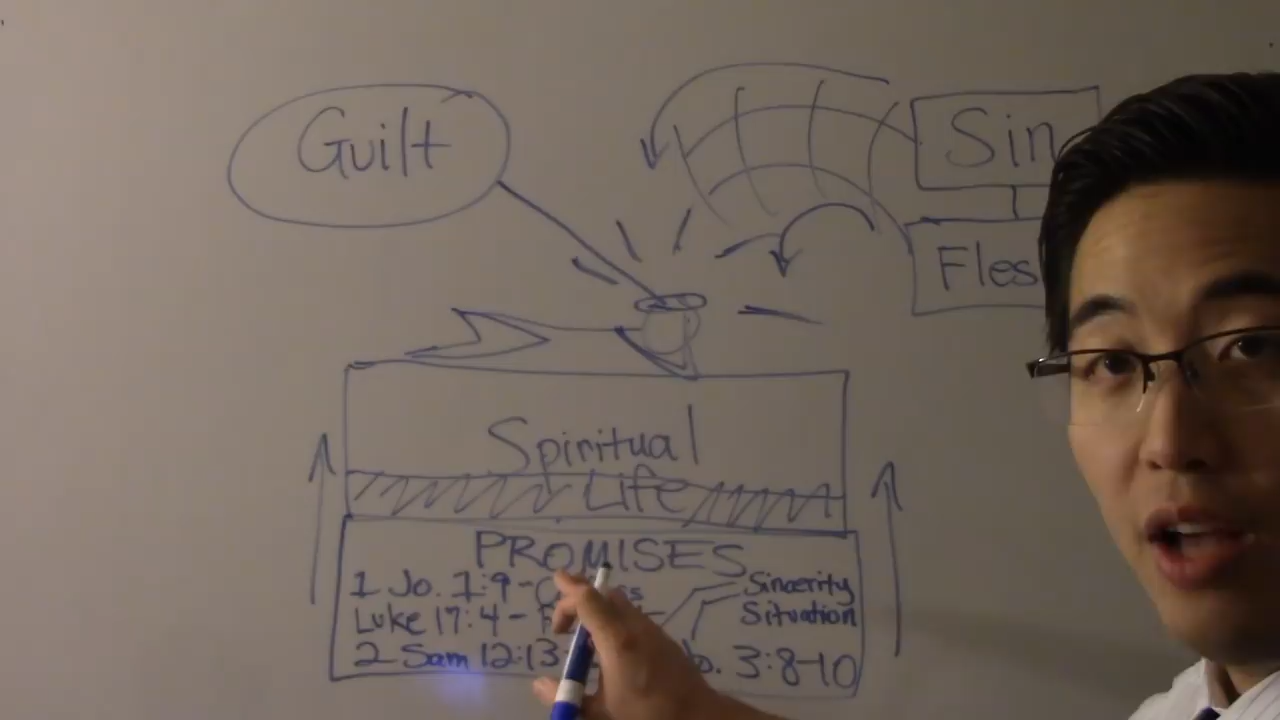 Guilt
Sin
Fles
Spiritual
Life
PROMISES
1 Jo. 1:9 -
Sincerity
Luke 17:4 -
Situation
2 Sam 12:13
3:8-10